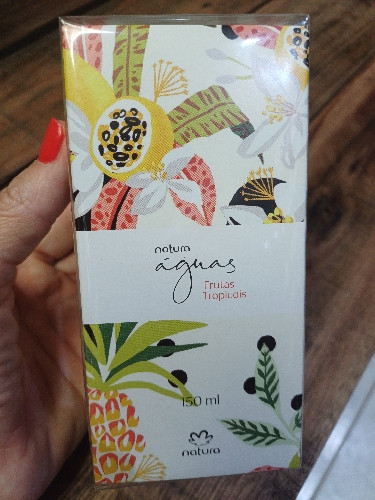 natura
águas
Frutas
Tropicais
150 ml
natura